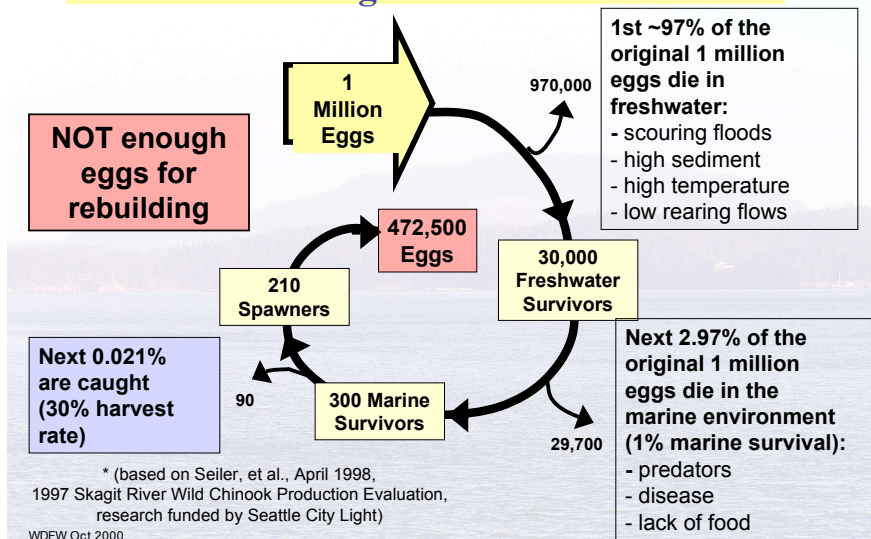 1
Million
Eggs
970,000
1st ~97% of the
original 1 million
eggs die in
freshwater:
- scouring floods
- high sediment
- high temperature
- low rearing flows
NOT enough
eggs for
rebuilding
472,500
Eggs
30,000
Freshwater
Survivors
210
Spawners
Next 2.97% of the
original 1 million
eggs die in the
marine environment
(1% marine survival):
- predators
- disease
- lack of food
Next 0.021%
are caught
(30% harvest
rate)
90
300 Marine
Survivors
29,700
* (based on Seiler, et al., April 1998,
1997 Skagit River Wild Chinook Production Evaluation,
research funded by Seattle City Light)
WDFW Oct 2000